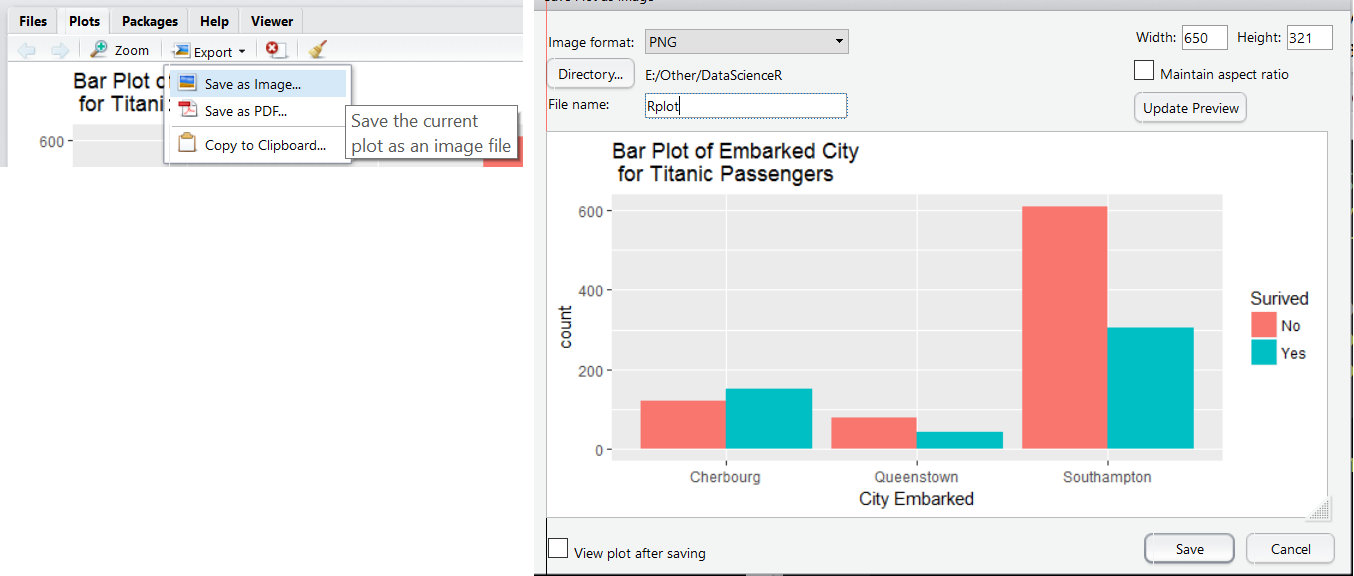 Files Plots Packages Help Viewer
Zoom Export
Bar Plot of
for Titani
600
Save as Image...
Save as PDF...
Copy to Clipboard...
Save the current
plot as an image file
Image format: PNG
Width: 650 Height: 321
Directory... E:/Other/DataScienceR
Maintain aspect ratio
File name: Rplot
Update Preview
Bar Plot of Embarked City
for Titanic Passengers
600
400
200
0
count
Cherbourg Queenstown Southampton
City Embarked
Surived
No
Yes
View plot after saving
Save Cancel